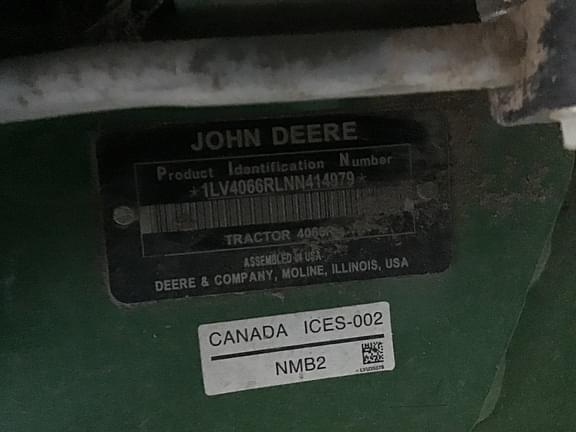 JOHN DEERE
Product Identification Number
*1LV4066RLNN414979*
TRACTOR 4066R
ASSEMBLED IN USA
DEERE & COMPANY, MOLINE, ILLINOIS, USA
CANADA ICES-002
NMB2